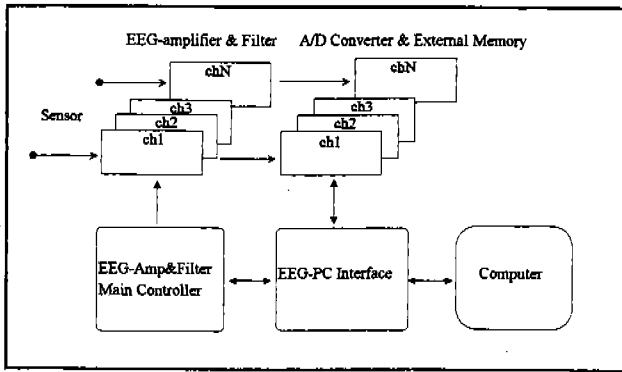 EEG-amplifier & Filter A/D Converter & External Memory
chN chN
ch3 ch3
Sensor
ch2 ch2
ch1 ch1
EEG-Amp&Filter
Main Controller
EEG-PC Interface
Computer